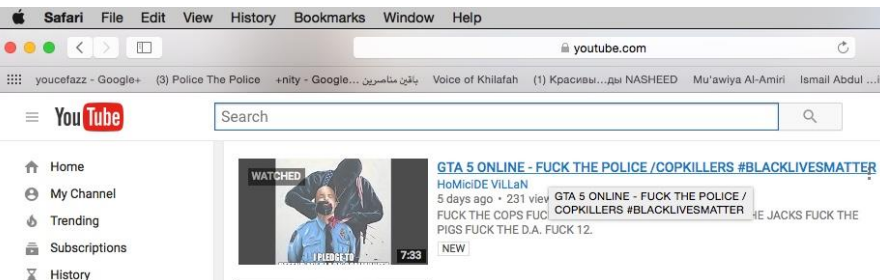 Safari File Edit View History Bookmarks Window Help
youtube.com
youcefazz - Google+ (3) Police The Police +nity - Google... باقين مناصرين Voice of Khilafah (1) Красивы...ды NASHEED Mu'awiya Al-Amiri Ismail Abdul ...i
YouTube
Search
Home
My Channel
Trending
Subscriptions
History
WATCHED
I PLEDGE TO
7:33
GTA 5 ONLINE - FUCK THE POLICE /COPKILLERS #BLACKLIVESMATTER
HoMiciDE ViLLaN
5 days ago • 231 view
GTA 5 ONLINE - FUCK THE POLICE /
COPKILLERS #BLACKLIVESMATTER
FUCK THE COPS FUC HE JACKS FUCK THE
PIGS FUCK THE D.A. FUCK 12.
NEW